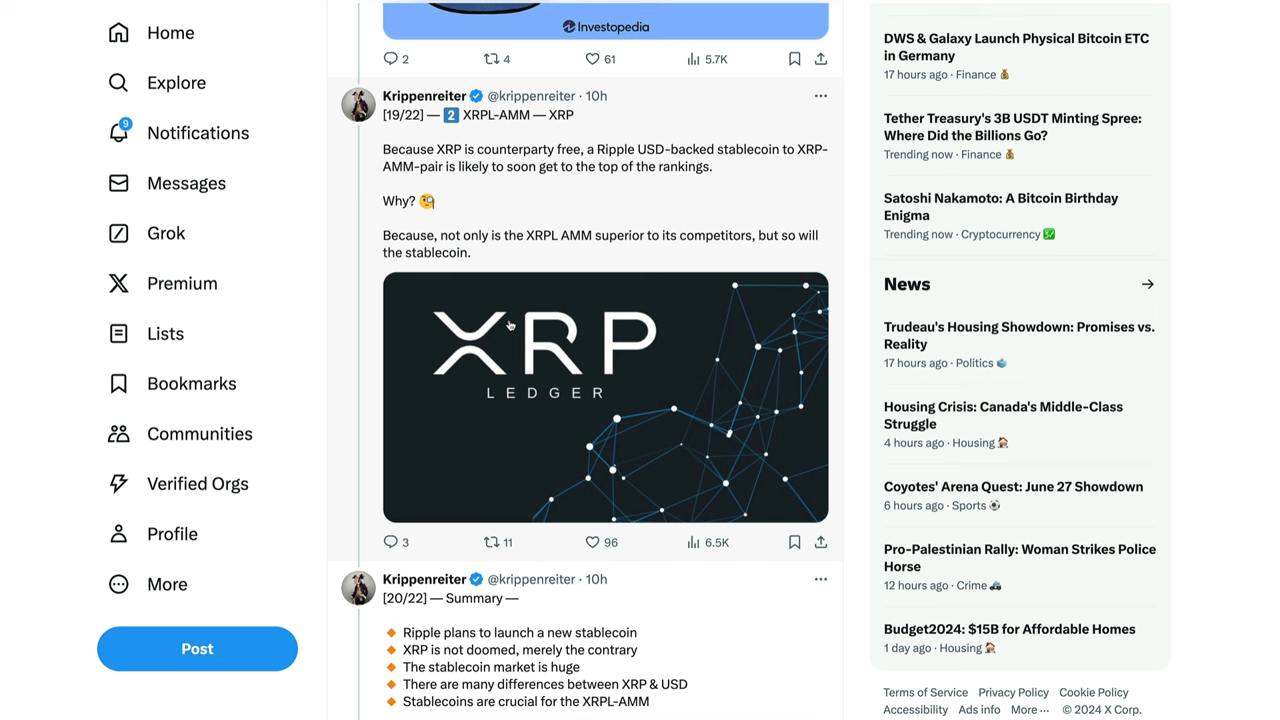 Home
Explore
9
Notifications
Messages
Grok
Premium
Lists
Bookmarks
Communities
Verified Orgs
Profile
More
Post
Investopedia
2 4 61 5.7K
Krippenreiter @krippenreiter · 10h
[19/22] — 2️⃣ XRPL-AMM — XRP
Because XRP is counterparty free, a Ripple USD-backed stablecoin to XRP-
AMM-pair is likely to soon get to the top of the rankings.
Why? 🧐
Because, not only is the XRPL AMM superior to its competitors, but so will
the stablecoin.
XRP
LEDGER
3 11 96 6.5K
Krippenreiter @krippenreiter · 10h
[20/22] — Summary —
🔸 Ripple plans to launch a new stablecoin
🔸 XRP is not doomed, merely the contrary
🔸 The stablecoin market is huge
🔸 There are many differences between XRP & USD
🔸 Stablecoins are crucial for the XRPL-AMM
DWS & Galaxy Launch Physical Bitcoin ETC
in Germany
17 hours ago · Finance 💰
Tether Treasury's 3B USDT Minting Spree:
Where Did the Billions Go?
Trending now · Finance 💰
Satoshi Nakamoto: A Bitcoin Birthday
Enigma
Trending now · Cryptocurrency 💹
News
Trudeau's Housing Showdown: Promises vs.
Reality
17 hours ago · Politics 🗳️
Housing Crisis: Canada's Middle-Class
Struggle
4 hours ago · Housing 🏠
Coyotes' Arena Quest: June 27 Showdown
6 hours ago · Sports ⚽
Pro-Palestinian Rally: Woman Strikes Police
Horse
12 hours ago · Crime 🚓
Budget2024: $15B for Affordable Homes
1 day ago · Housing 🏠
Terms of Service Privacy Policy Cookie Policy
Accessibility Ads info More ··· © 2024 X Corp.